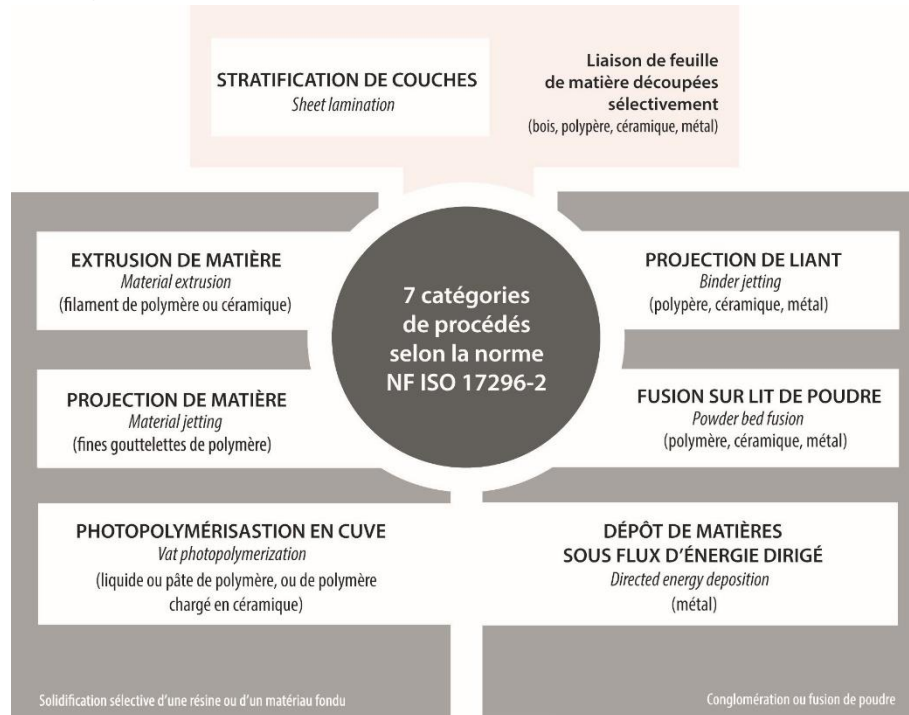 STRATIFICATION DE COUCHES
Sheet lamination
Liaison de feuille
de matière découpées
sélectivement
(bois, polypère, céramique, métal)
EXTRUSION DE MATIÈRE
Material extrusion
(filament de polymère ou céramique)
PROJECTION DE MATIÈRE
Material jetting
(fines gouttelettes de polymère)
PHOTOPOLYMÉRISASTION EN CUVE
Vat photopolymerization
(liquide ou pâte de polymère, ou de polymère
chargé en céramique)
Solidification sélective d'une résine ou d'un matériau fondu
7 catégories
de procédés
selon la norme
NF ISO 17296-2
PROJECTION DE LIANT
Binder jetting
(polypère, céramique, métal)
FUSION SUR LIT DE POUDRE
Powder bed fusion
(polymère, céramique, métal)
DÉPÔT DE MATIÈRES
SOUS FLUX D'ÉNERGIE DIRIGÉ
Directed energy deposition
(métal)
Conglomération ou fusion de poudre